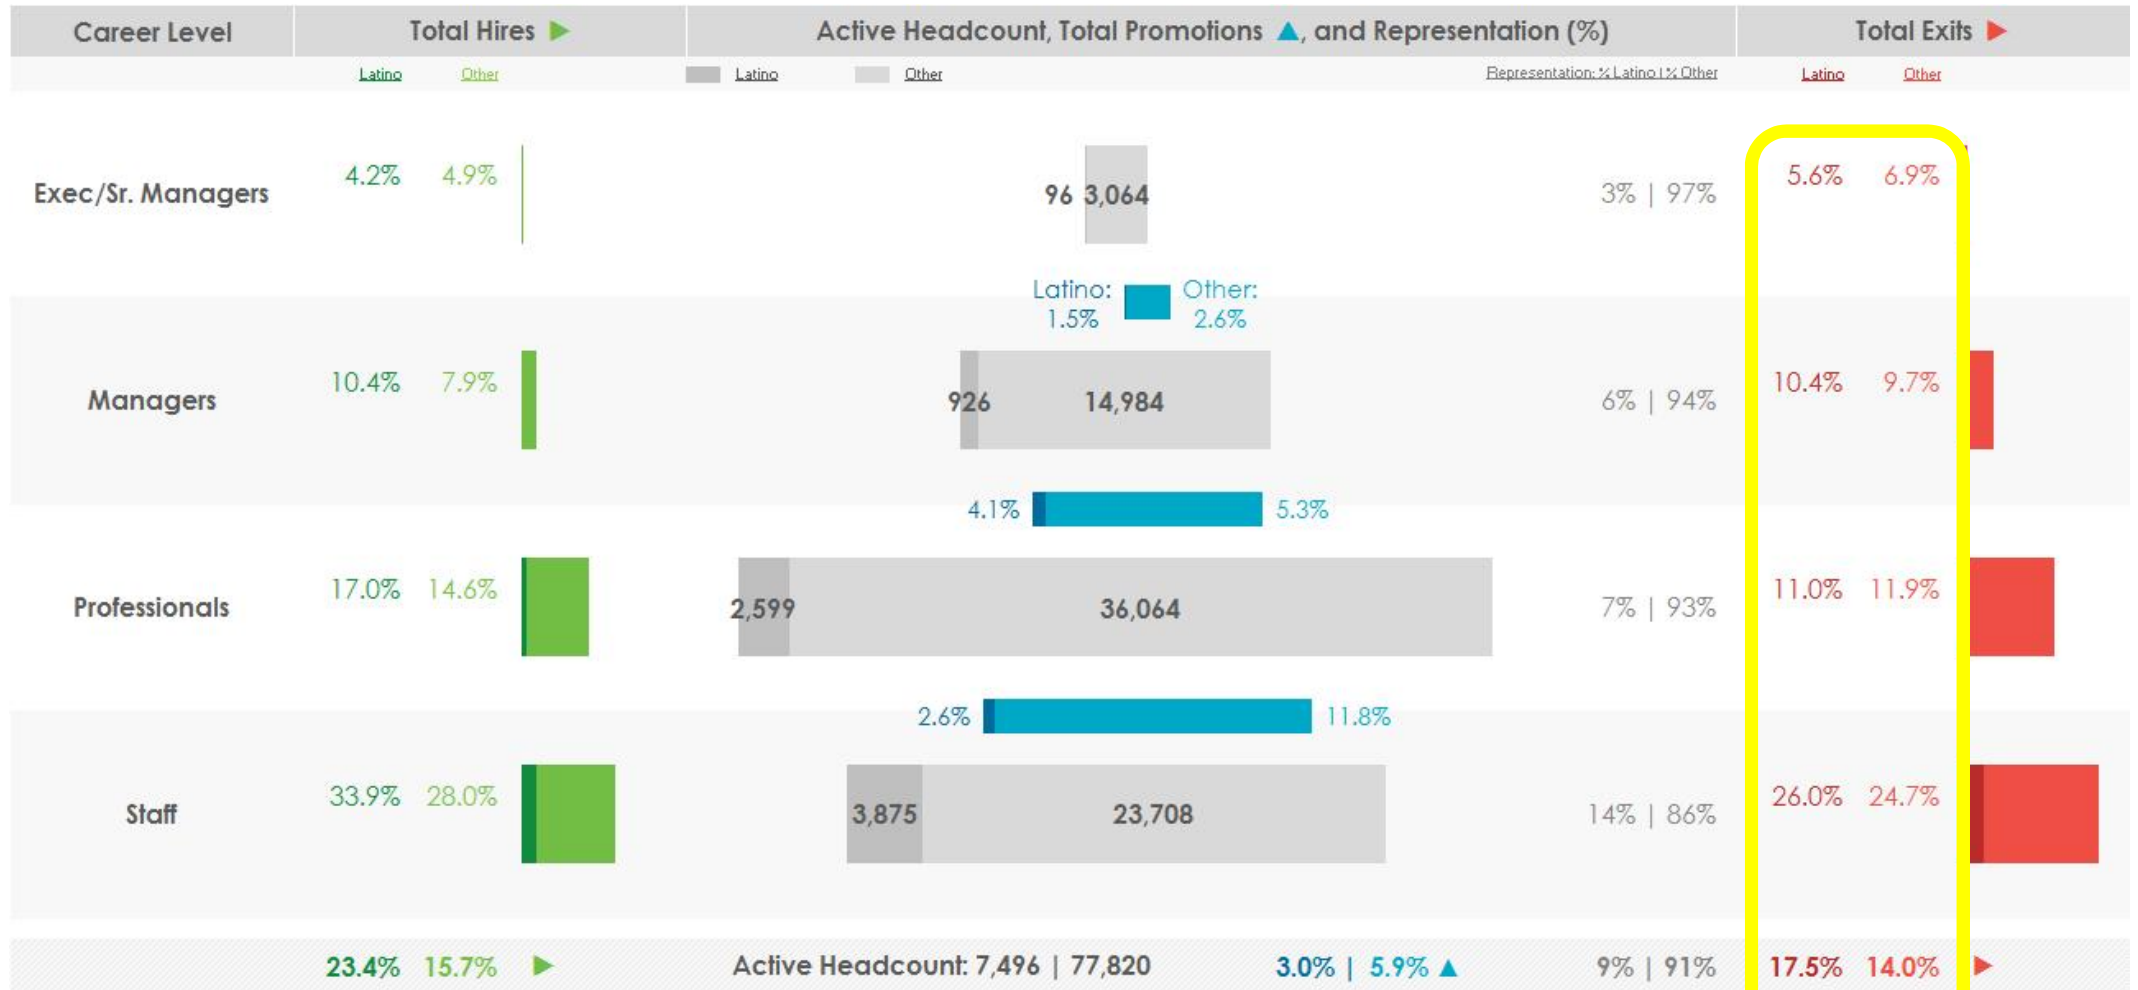 Career Level Total Hires ▶ Active Headcount, Total Promotions ▲, and Representation (%) Total Exits ▶
Latino Other Latino Other Representation: % Latino | % Other Latino Other
Exec/Sr. Managers 4.2% 4.9% 96 3,064 3% | 97% 5.6% 6.9%
Latino: Other:
1.5% 2.6%
Managers 10.4% 7.9% 926 14,984 6% | 94% 10.4% 9.7%
4.1% 5.3%
Professionals 17.0% 14.6% 2,599 36,064 7% | 93% 11.0% 11.9%
2.6% 11.8%
Staff 33.9% 28.0% 3,875 23,708 14% | 86% 26.0% 24.7%
23.4% 15.7% ▶ Active Headcount: 7,496 | 77,820 3.0% | 5.9% ▲ 9% | 91% 17.5% 14.0% ▶